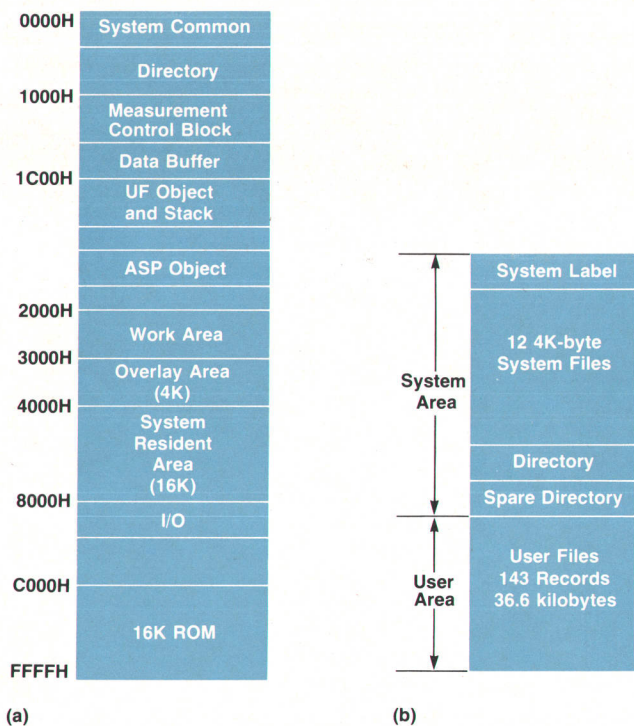 0000H
System Common
Directory
1000H
Measurement
Control Block
Data Buffer
1C00H
UF Object
and Stack
ASP Object
2000H
Work Area
3000H
Overlay Area
(4K)
4000H
System
Resident
Area
(16K)
8000H
I/O
C000H
16K ROM
FFFFH
(a)
System
Area
System Label
12 4K-byte
System Files
Directory
Spare Directory
User
Area
User Files
143 Records
36.6 kilobytes
(b)